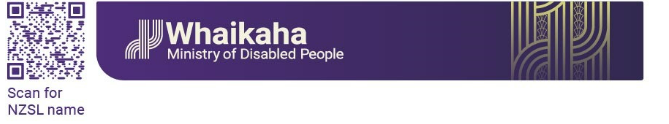 Whaikaha
Ministry of Disabled People
Scan for
NZSL name